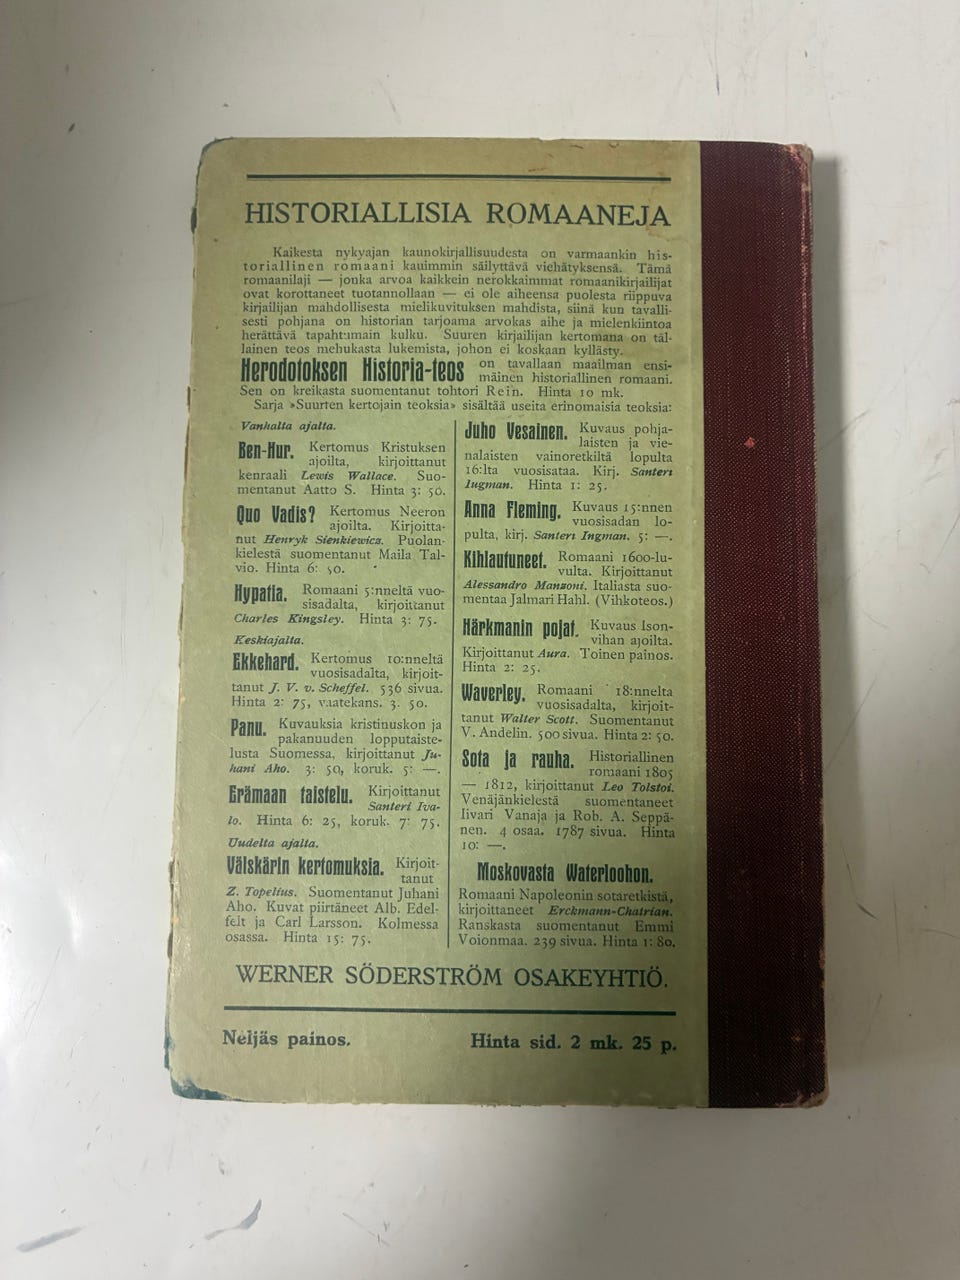 HISTORIALLISIA ROMAANEJA
Kaikesta nykyajan kaunokirjallisuudesta on varmaankin his-
toriallinen romaani kauimmin säilyttävä viehätyksensä. Tämä
romaanilaji — jonka arvoa kaikkein nerokkaimmat romaanikirjailijat
ovat korottaneet tuotannollaan — ei ole aiheensa puolesta riippuva
kirjailijan mahdollisesta mielikuvituksen mahdista, siinä kun tavalli-
sesti pohjana on historian tarjoama arvokas aihe ja mielenkiintoa
herättävä tapahtumain kulku. Suuren kirjailijan kertomana on täl-
lainen teos mehukasta lukemista, johon ei koskaan kyllästy.
Herodotoksen Historia-teos on tavallaan maailman ensi-
mäinen historiallinen romaani.
Sen on kreikasta suomentanut tohtori Rein. Hinta 10 mk.
Sarja »Suurten kertojain teoksia» sisältää useita erinomaisia teoksia:
Vanhalta ajalta.
Ben-Hur. Kertomus Kristuksen
ajoilta, kirjoittanut
kenraali Lewis Wallace. Suo-
mentanut Aatto S. Hinta 3: 50.
Quo Vadis? Kertomus Neeron
ajoilta. Kirjoitta-
nut Henryk Sienkiewicz. Puolan-
kielestä suomentanut Maila Tal-
vio. Hinta 6: 50.
Hypatia. Romaani 5:nneltä vuo-
sisadalta, kirjoittanut
Charles Kingsley. Hinta 3: 75.
Keskiajalta.
Ekkehard. Kertomus 10:nneltä
vuosisadalta, kirjoit-
tanut J. V. v. Scheffel. 536 sivua.
Hinta 2: 75, vaatekans. 3. 50.
Panu. Kuvauksia kristinuskon ja
pakanuuden lopputaiste-
lusta Suomessa, kirjoittanut Ju-
hani Aho. 3: 50, koruk. 5: —.
Erämaan taistelu. Kirjoittanut
Santeri Iva-
lo. Hinta 6: 25, koruk. 7: 75.
Uudelta ajalta.
Välskärin kertomuksia. Kirjoit-
tanut
Z. Topelius. Suomentanut Juhani
Aho. Kuvat piirtäneet Alb. Edel-
felt ja Carl Larsson. Kolmessa
osassa. Hinta 15: 75.
Juho Vesainen. Kuvaus pohja-
laisten ja vie-
nalaisten vainoretkiltä lopulta
16:lta vuosisataa. Kirj. Santeri
Ingman. Hinta 1: 25.
Anna Fleming. Kuvaus 15:nnen
vuosisadan lo-
pulta, kirj. Santeri Ingman. 5: —.
Kihlautuneet. Romaani 1600-lu-
vulta. Kirjoittanut
Alessandro Manzoni. Italiasta suo-
mentaa Jalmari Hahl. (Vihkoteos.)
Härkmanin pojat. Kuvaus Ison-
vihan ajoilta.
Kirjoittanut Aura. Toinen painos.
Hinta 2: 25.
Waverley. Romaani 18:nnelta
vuosisadalta, kirjoit-
tanut Walter Scott. Suomentanut
V. Andelin. 500 sivua. Hinta 2: 50.
Sota ja rauha. Historiallinen
romaani 1805
— 1812, kirjoittanut Leo Tolstoi.
Venäjänkielestä suomentaneet
Iivari Vanaja ja Rob. A. Seppä-
nen. 4 osaa. 1787 sivua. Hinta
10: —.
Moskovasta Waterloohon.
Romaani Napoleonin sotaretkistä,
kirjoittaneet Erckmann-Chatrian.
Ranskasta suomentanut Emmi
Voionmaa. 239 sivua. Hinta 1: 80.
WERNER SÖDERSTRÖM OSAKEYHTIÖ.
Neljäs painos. Hinta sid. 2 mk. 25 p.